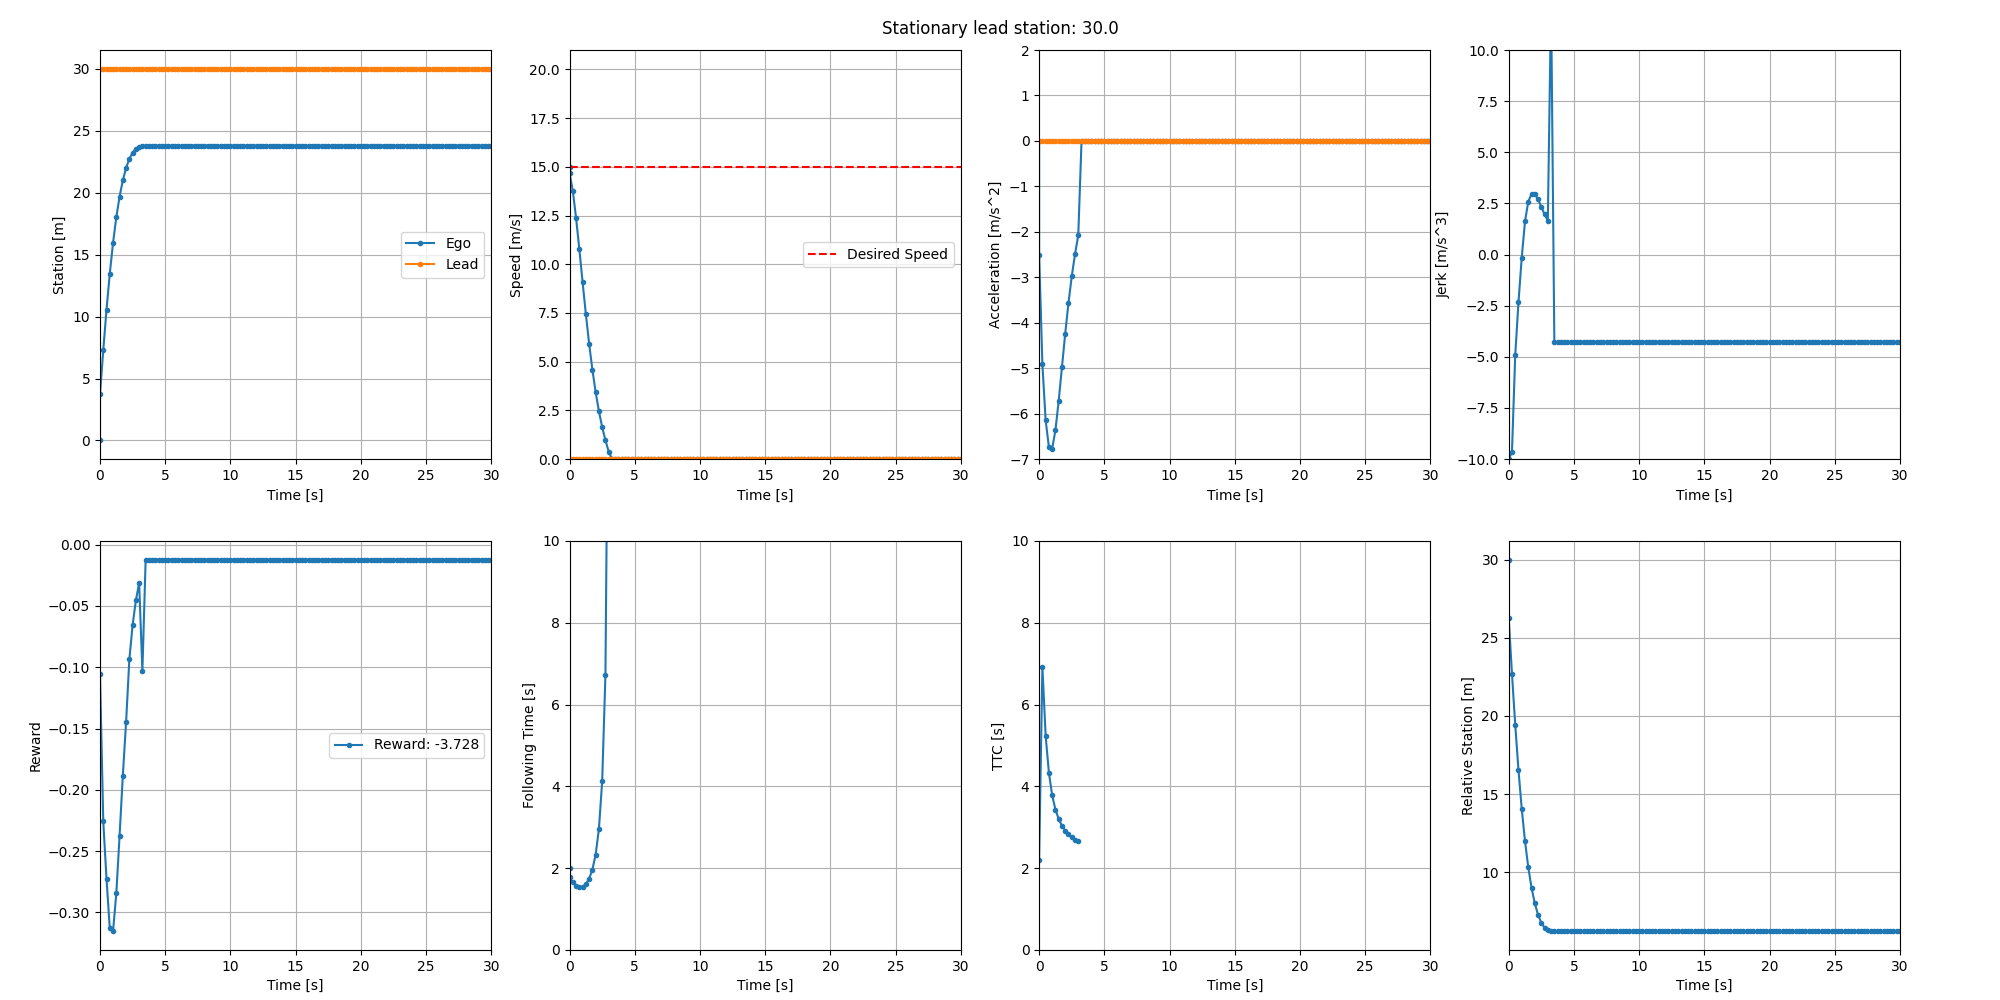 Stationary lead station: 30.0
Station [m]
30
25
20
15
10
5
0
Ego
Lead
0 5 10 15 20 25 30
Time [s]
Speed [m/s]
20.0
17.5
15.0
12.5
10.0
7.5
5.0
2.5
0.0
Desired Speed
0 5 10 15 20 25 30
Time [s]
Acceleration [m/s^2]
2
1
0
−1
−2
−3
−4
−5
−6
−7
0 5 10 15 20 25 30
Time [s]
Jerk [m/s^3]
10.0
7.5
5.0
2.5
0.0
−2.5
−5.0
−7.5
−10.0
0 5 10 15 20 25 30
Time [s]
Reward
0.00
−0.05
−0.10
−0.15
−0.20
−0.25
−0.30
Reward: -3.728
0 5 10 15 20 25 30
Time [s]
Following Time [s]
10
8
6
4
2
0
0 5 10 15 20 25 30
Time [s]
TTC [s]
10
8
6
4
2
0
0 5 10 15 20 25 30
Time [s]
Relative Station [m]
30
25
20
15
10
0 5 10 15 20 25 30
Time [s]